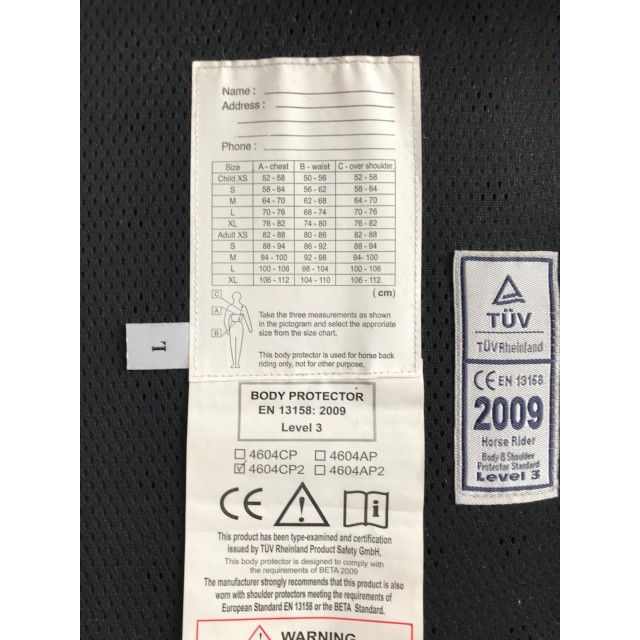 Name :
Address :
Phone :
Size A - chest B - waist C - over shoulder
Child XS 52 - 58 50 - 56 52 - 58
S 58 - 64 56 - 62 58 - 64
M 64 - 70 62 - 68 64 - 70
L 70 - 76 68 - 74 70 - 76
XL 76 - 82 74 - 80 76 - 82
Adult XS 82 - 88 80 - 86 82 - 88
S 88 - 94 86 - 92 88 - 94
M 94 - 100 92 - 98 94- 100
L 100 - 106 98 - 104 100 - 106
XL 106 - 112 104 - 110 106 - 112
(cm)
C
A
B
Take the three measurements as shown
in the pictogram and select the approriate
size from the size chart.
This body protector is used for horse back
riding only, not for other purpose.
L
BODY PROTECTOR
EN 13158: 2009
Level 3
4604CP 4604AP
4604CP2 4604AP2
CE ! i
This product has been type-examined and certification
issued by TÜV Rheinland Product Safety GmbH,
This body protector is designed to comply with
the requirements of BETA 2009
The manufacturer strongly recommends that this product is also
worn with shoulder protectors meeting the requirements of
European Standard EN 13158 or the BETA Standard.
WARNING
TÜV
TÜVRheinland
CE EN 13158
2009
Horse Rider
Body & Shoulder
Protector Standard
Level 3